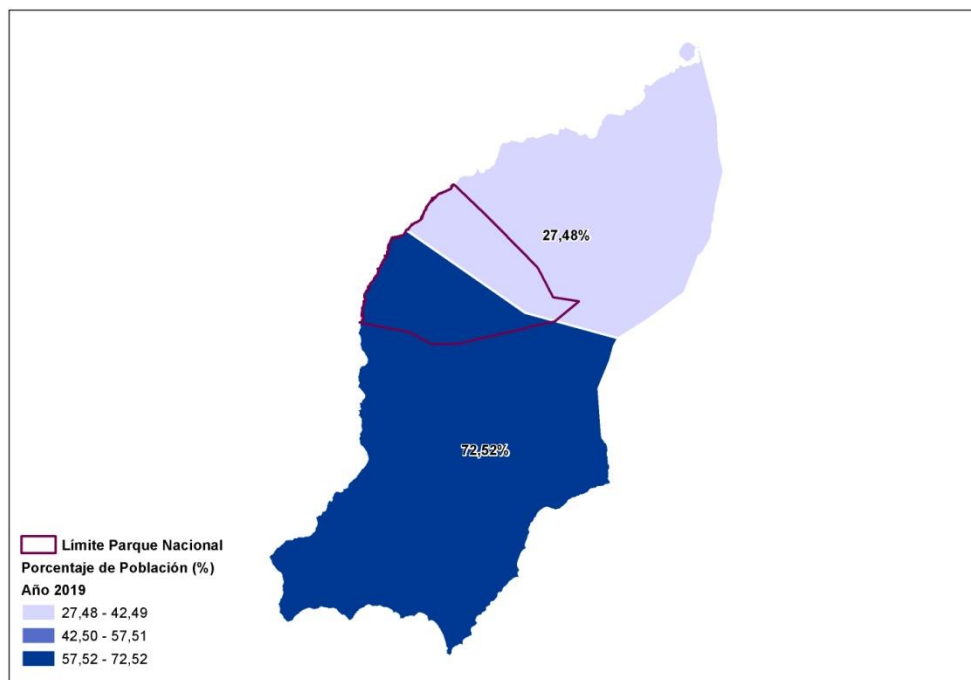 27,48%
72,52%
Límite Parque Nacional
Porcentaje de Población (%)
Año 2019
27,48 - 42,49
42,50 - 57,51
57,52 - 72,52